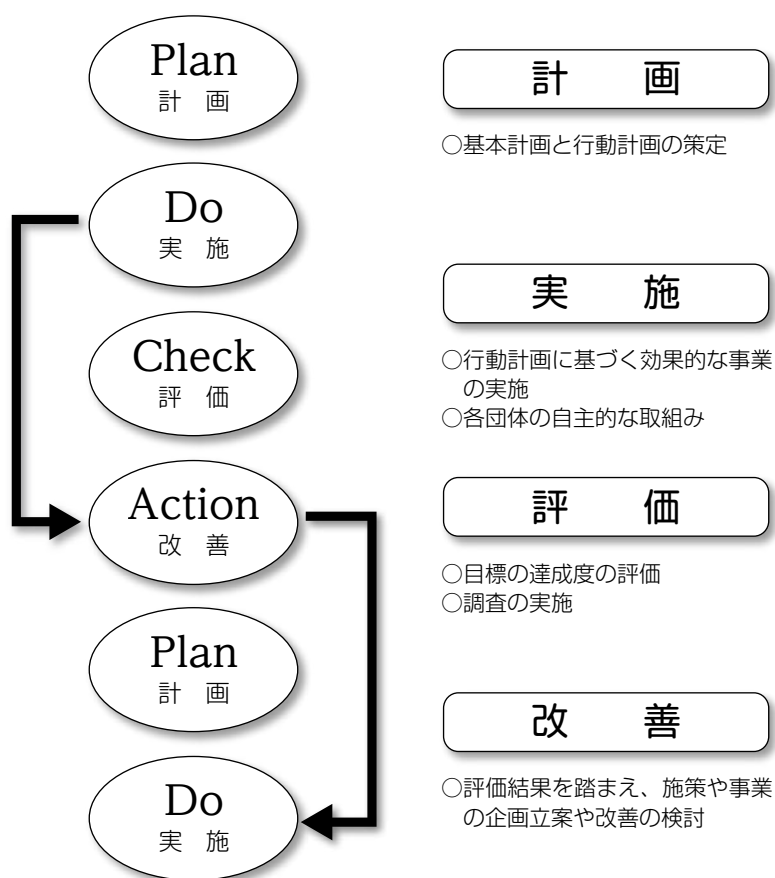 Plan
計 画
Do
実 施
Check
評 価
Action
改 善
Plan
計 画
Do
実 施
計 画
○基本計画と行動計画の策定
実 施
○行動計画に基づく効果的な事業
の実施
○各団体の自主的な取組み
評 価
○目標の達成度の評価
○調査の実施
改 善
○評価結果を踏まえ、施策や事業
の企画立案や改善の検討